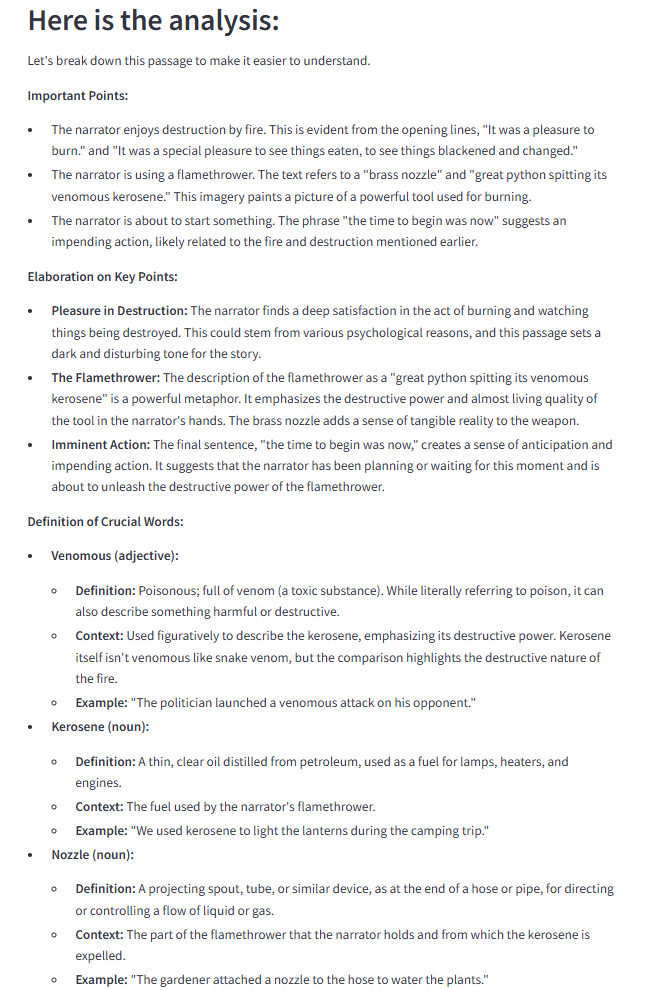 Here is the analysis:
Let's break down this passage to make it easier to understand.
Important Points:
• The narrator enjoys destruction by fire. This is evident from the opening lines, "It was a pleasure to
burn." and "It was a special pleasure to see things eaten, to see things blackened and changed."
• The narrator is using a flamethrower. The text refers to a "brass nozzle" and "great python spitting its
venomous kerosene." This imagery paints a picture of a powerful tool used for burning.
• The narrator is about to start something. The phrase "the time to begin was now" suggests an
impending action, likely related to the fire and destruction mentioned earlier.
Elaboration on Key Points:
• Pleasure in Destruction: The narrator finds a deep satisfaction in the act of burning and watching
things being destroyed. This could stem from various psychological reasons, and this passage sets a
dark and disturbing tone for the story.
• The Flamethrower: The description of the flamethrower as a "great python spitting its venomous
kerosene" is a powerful metaphor. It emphasizes the destructive power and almost living quality of
the tool in the narrator's hands. The brass nozzle adds a sense of tangible reality to the weapon.
• Imminent Action: The final sentence, "the time to begin was now," creates a sense of anticipation and
impending action. It suggests that the narrator has been planning or waiting for this moment and is
about to unleash the destructive power of the flamethrower.
Definition of Crucial Words:
• Venomous (adjective):
◦ Definition: Poisonous; full of venom (a toxic substance). While literally referring to poison, it can
also describe something harmful or destructive.
◦ Context: Used figuratively to describe the kerosene, emphasizing its destructive power. Kerosene
itself isn't venomous like snake venom, but the comparison highlights the destructive nature of
the fire.
◦ Example: "The politician launched a venomous attack on his opponent."
• Kerosene (noun):
◦ Definition: A thin, clear oil distilled from petroleum, used as a fuel for lamps, heaters, and
engines.
◦ Context: The fuel used by the narrator's flamethrower.
◦ Example: "We used kerosene to light the lanterns during the camping trip."
• Nozzle (noun):
◦ Definition: A projecting spout, tube, or similar device, as at the end of a hose or pipe, for directing
or controlling a flow of liquid or gas.
◦ Context: The part of the flamethrower that the narrator holds and from which the kerosene is
expelled.
◦ Example: "The gardener attached a nozzle to the hose to water the plants."